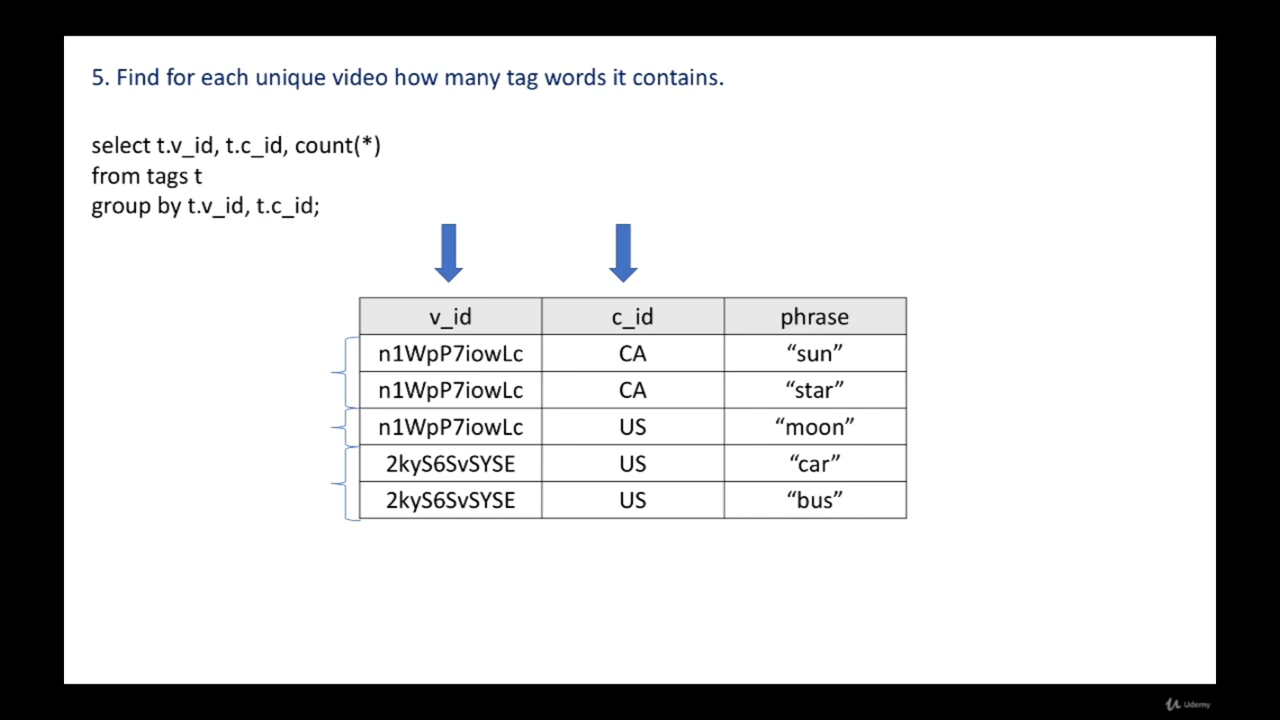 5. Find for each unique video how many tag words it contains.
select t.v_id, t.c_id, count(*)
from tags t
group by t.v_id, t.c_id;
v_id c_id phrase
n1WpP7iowLc CA “sun”
n1WpP7iowLc CA “star”
n1WpP7iowLc US “moon”
2kyS6SvSYSE US “car”
2kyS6SvSYSE US “bus”
Udemy